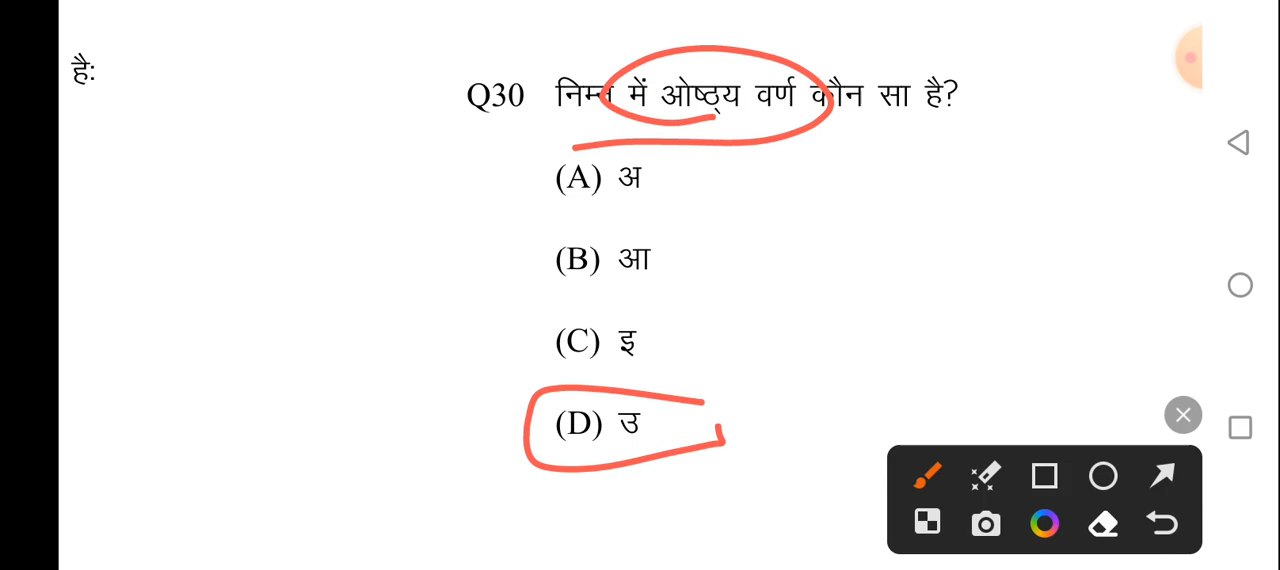 है:
Q30 निम्न में ओष्ठ्य वर्ण कौन सा है?
(A) अ
(B) आ
(C) इ
(D) उ